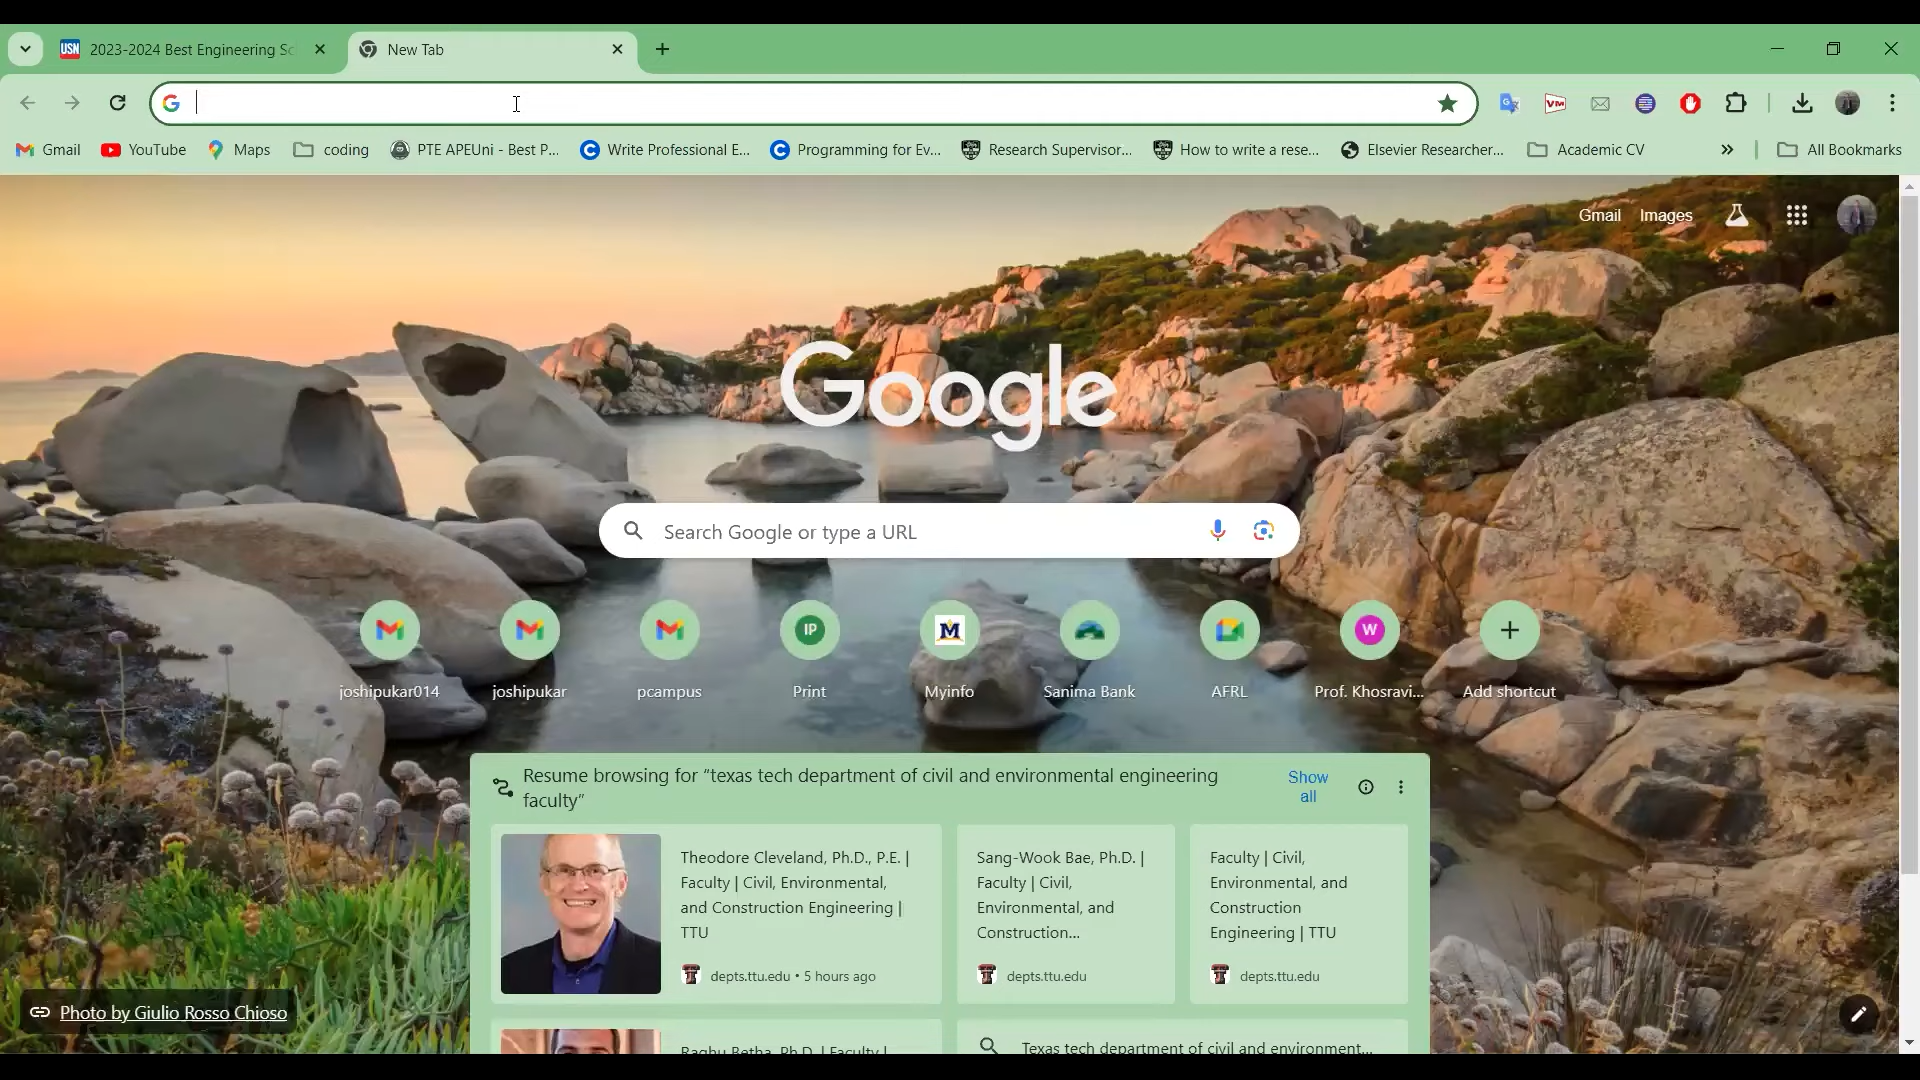 USN 2023-2024 Best Engineering Sc
New Tab
Gmail
YouTube
Maps
coding
PTE APEUni - Best P...
Write Professional E...
Programming for Ev...
Research Supervisor...
How to write a rese...
Elsevier Researcher...
Academic CV
All Bookmarks
Gmail Images
Google
Search Google or type a URL
joshipukar014
joshipukar
pcampus
IP Print
M Myinfo
Sanima Bank
AFRL
W Prof. Khosravi...
Add shortcut
Resume browsing for “texas tech department of civil and environmental engineering
faculty”
Show
all
Theodore Cleveland, Ph.D., P.E. |
Faculty | Civil, Environmental,
and Construction Engineering |
TTU
depts.ttu.edu • 5 hours ago
Sang-Wook Bae, Ph.D. |
Faculty | Civil,
Environmental, and
Construction...
depts.ttu.edu
Faculty | Civil,
Environmental, and
Construction
Engineering | TTU
depts.ttu.edu
Raghu Betha, Ph.D. | Faculty |
Texas tech department of civil and environment...
Photo by Giulio Rosso Chioso